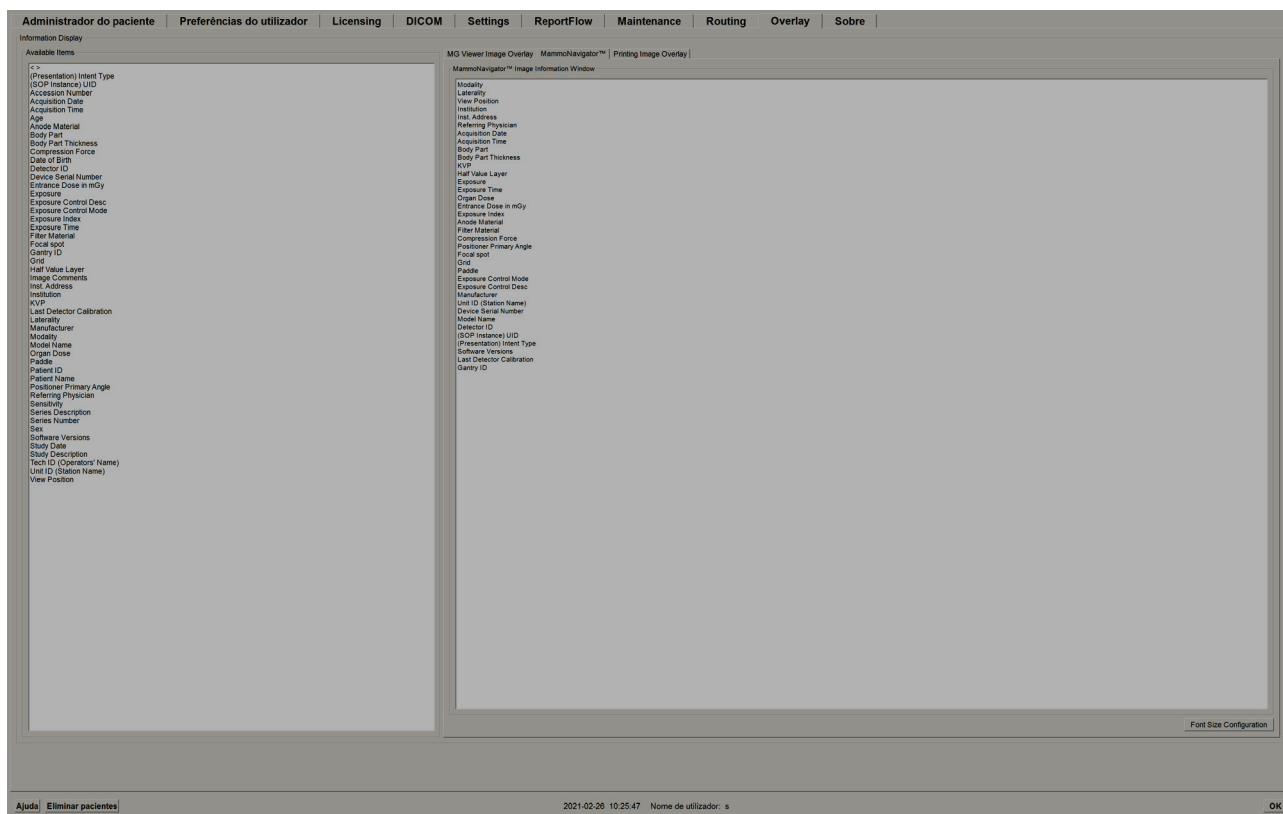 Administrador do paciente Preferências do utilizador Licensing DICOM Settings ReportFlow Maintenance Routing Overlay Sobre
Information Display
Available Items
< >
(Presentation) Intent Type
(SOP Instance) UID
Accession Number
Acquisition Date
Acquisition Time
Age
Anode Material
Body Part
Body Part Thickness
Compression Force
Date of Birth
Detector ID
Device Serial Number
Entrance Dose in mGy
Exposure
Exposure Control Desc
Exposure Control Mode
Exposure Index
Exposure Time
Filter Material
Focal spot
Gantry ID
Grid
Half Value Layer
Image Comments
Inst. Address
Institution
KVP
Last Detector Calibration
Laterality
Manufacturer
Modality
Model Name
Organ Dose
Paddle
Patient ID
Patient Name
Positioner Primary Angle
Referring Physician
Sensitivity
Series Description
Series Number
Sex
Software Versions
Study Date
Study Description
Tech ID (Operators' Name)
Unit ID (Station Name)
View Position
MG Viewer Image Overlay MammoNavigator™ Printing Image Overlay
MammoNavigator™ Image Information Window
Modality
Laterality
View Position
Institution
Inst. Address
Referring Physician
Acquisition Date
Acquisition Time
Body Part
Body Part Thickness
KVP
Half Value Layer
Exposure
Exposure Time
Organ Dose
Entrance Dose in mGy
Exposure Index
Anode Material
Filter Material
Compression Force
Positioner Primary Angle
Focal spot
Grid
Paddle
Exposure Control Mode
Exposure Control Desc
Manufacturer
Unit ID (Station Name)
Device Serial Number
Model Name
Detector ID
(SOP Instance) UID
(Presentation) Intent Type
Software Versions
Last Detector Calibration
Gantry ID
Font Size Configuration
Ajuda Eliminar pacientes 2021-02-26 10:25:47 Nome de utilizador: s OK